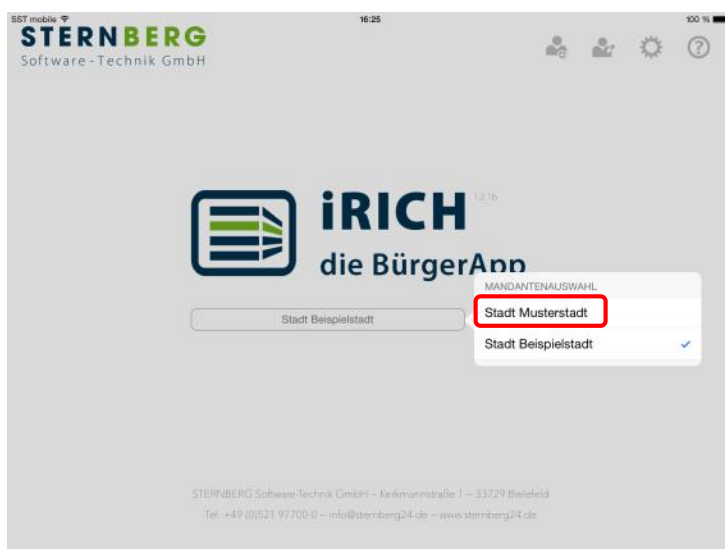 SST mobile
16:25
100 %
STERNBERG
Software-Technik GmbH
iRICH
1.2.16
die BürgerApp
MANDANTENAUSWAHL
Stadt Musterstadt
Stadt Beispielstadt
Stadt Beispielstadt
STERNBERG Software-Technik GmbH – Kerkmannstraße 1 – 33729 Bielefeld
Tel. +49 (0)521 97700-0 – info@sternberg24.de – www.sternberg24.de